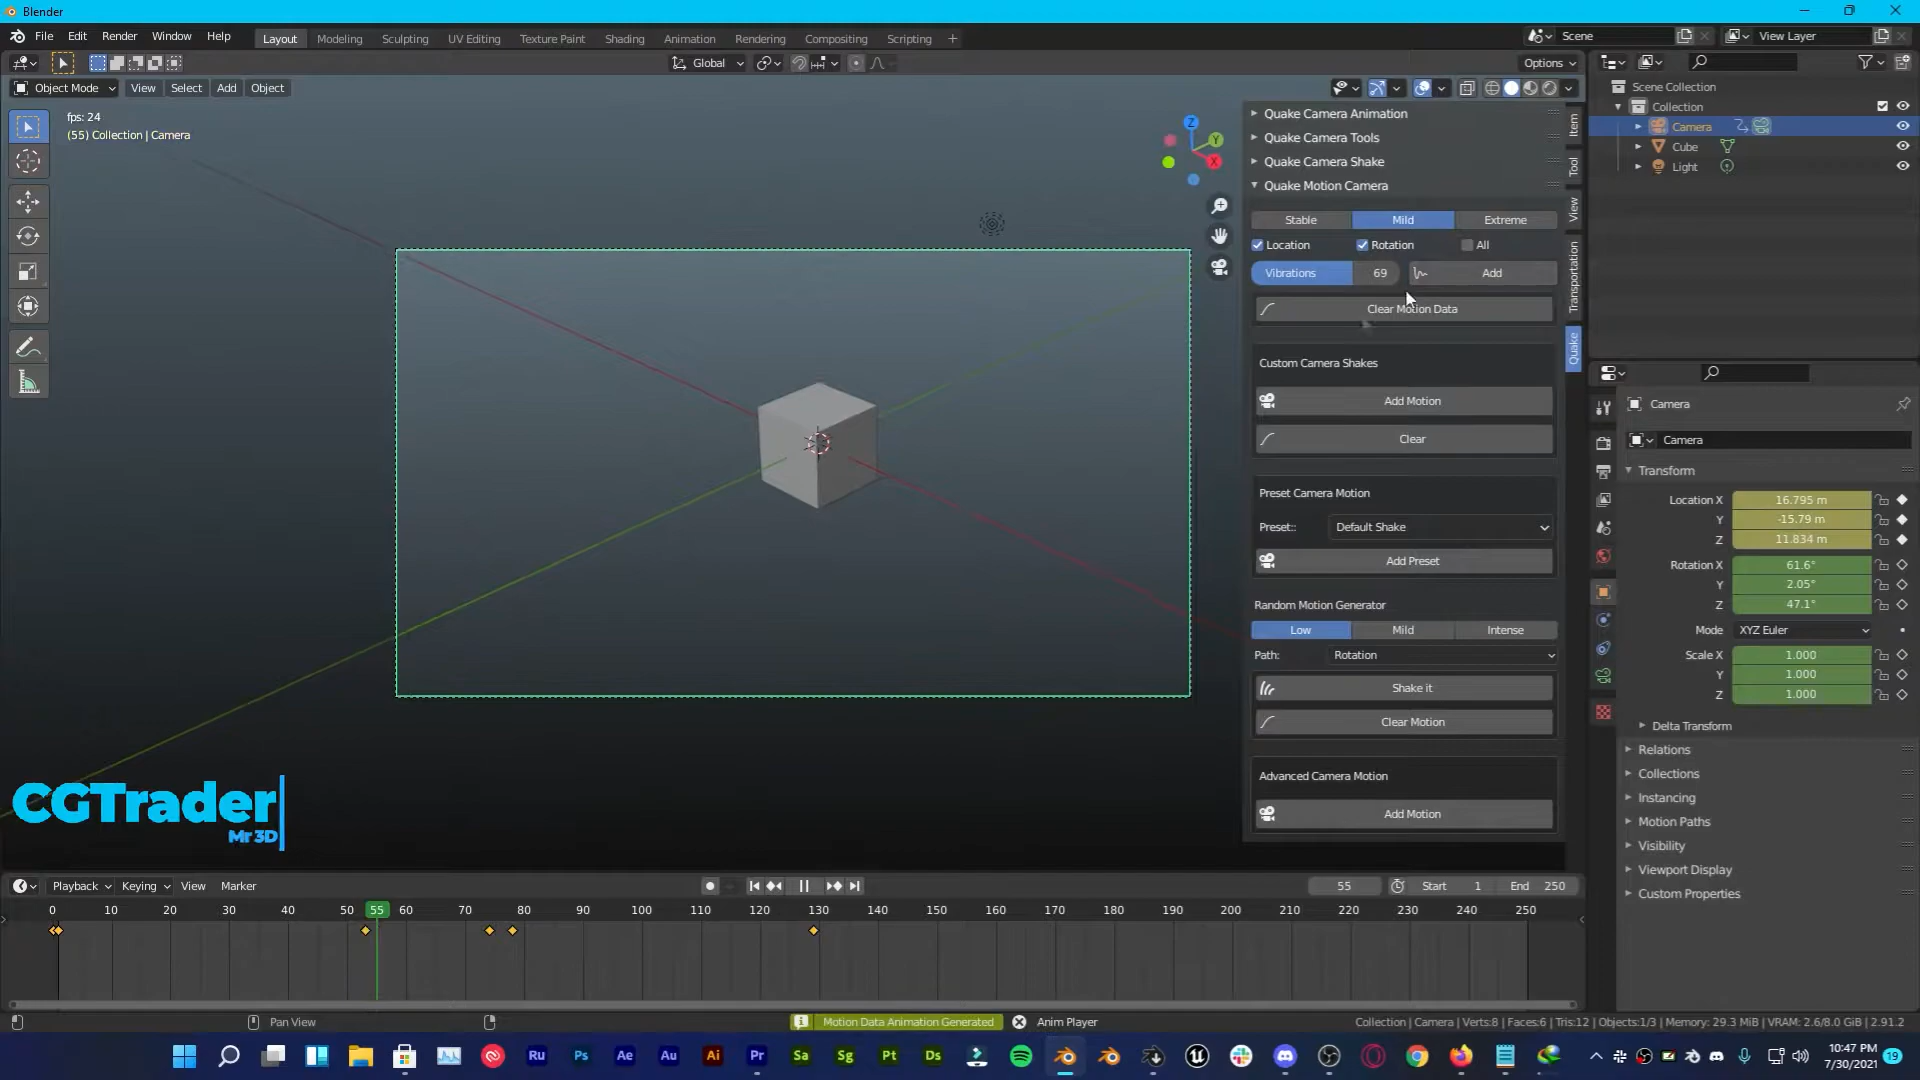 Blender
File Edit Render Window Help Layout Modeling Sculpting UV Editing Texture Paint Shading Animation Rendering Compositing Scripting + Scene View Layer
Global Options
Object Mode View Select Add Object
fps: 24
(55) Collection | Camera
Z
Y
X
Quake Camera Animation
Quake Camera Tools
Quake Camera Shake
Quake Motion Camera
Stable Mild Extreme
Location Rotation All
Vibrations 69 Add
Clear Motion Data
Custom Camera Shakes
Add Motion
Clear
Preset Camera Motion
Preset:: Default Shake
Add Preset
Random Motion Generator
Low Mild Intense
Path: Rotation
Shake it
Clear Motion
Advanced Camera Motion
Add Motion
Item
Tool
View
Transportation
Quake
Scene Collection
Collection
Camera
Cube
Light
Camera
Camera
Transform
Location X 16.795 m
Y -15.79 m
Z 11.834 m
Rotation X 61.6°
Y 2.05°
Z 47.1°
Mode XYZ Euler
Scale X 1.000
Y 1.000
Z 1.000
Delta Transform
Relations
Collections
Instancing
Motion Paths
Visibility
Viewport Display
Custom Properties
CGTrader
Mr 3D
Playback Keying View Marker 55 Start 1 End 250
0 10 20 30 40 50 55 60 70 80 90 100 110 120 130 140 150 160 170 180 190 200 210 220 230 240 250
Pan View Motion Data Animation Generated Anim Player Collection | Camera | Verts:8 | Faces:6 | Tris:12 | Objects:1/3 | Memory: 29.3 MiB | VRAM: 2.6/8.0 GiB | 2.91.2
Ru Ps Ae Au Ai Pr Sa Sg Pt Ds
10:47 PM
7/30/2021
19